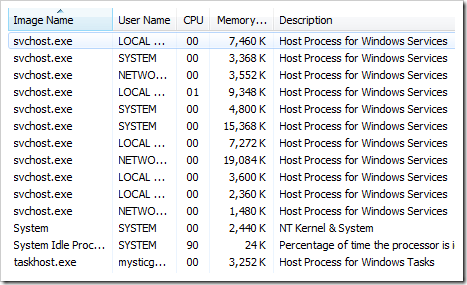 Image Name User Name CPU Memory... Description
svchost.exe LOCAL ... 00 7,460 K Host Process for Windows Services
svchost.exe SYSTEM 00 3,368 K Host Process for Windows Services
svchost.exe NETWO... 00 3,552 K Host Process for Windows Services
svchost.exe LOCAL ... 01 9,348 K Host Process for Windows Services
svchost.exe SYSTEM 00 4,800 K Host Process for Windows Services
svchost.exe SYSTEM 00 15,368 K Host Process for Windows Services
svchost.exe LOCAL ... 00 7,272 K Host Process for Windows Services
svchost.exe NETWO... 00 19,084 K Host Process for Windows Services
svchost.exe LOCAL ... 00 3,600 K Host Process for Windows Services
svchost.exe LOCAL ... 00 2,360 K Host Process for Windows Services
svchost.exe NETWO... 00 1,480 K Host Process for Windows Services
System SYSTEM 00 2,440 K NT Kernel & System
System Idle Proc... SYSTEM 90 24 K Percentage of time the processor is i
taskhost.exe mysticg... 00 3,252 K Host Process for Windows Tasks